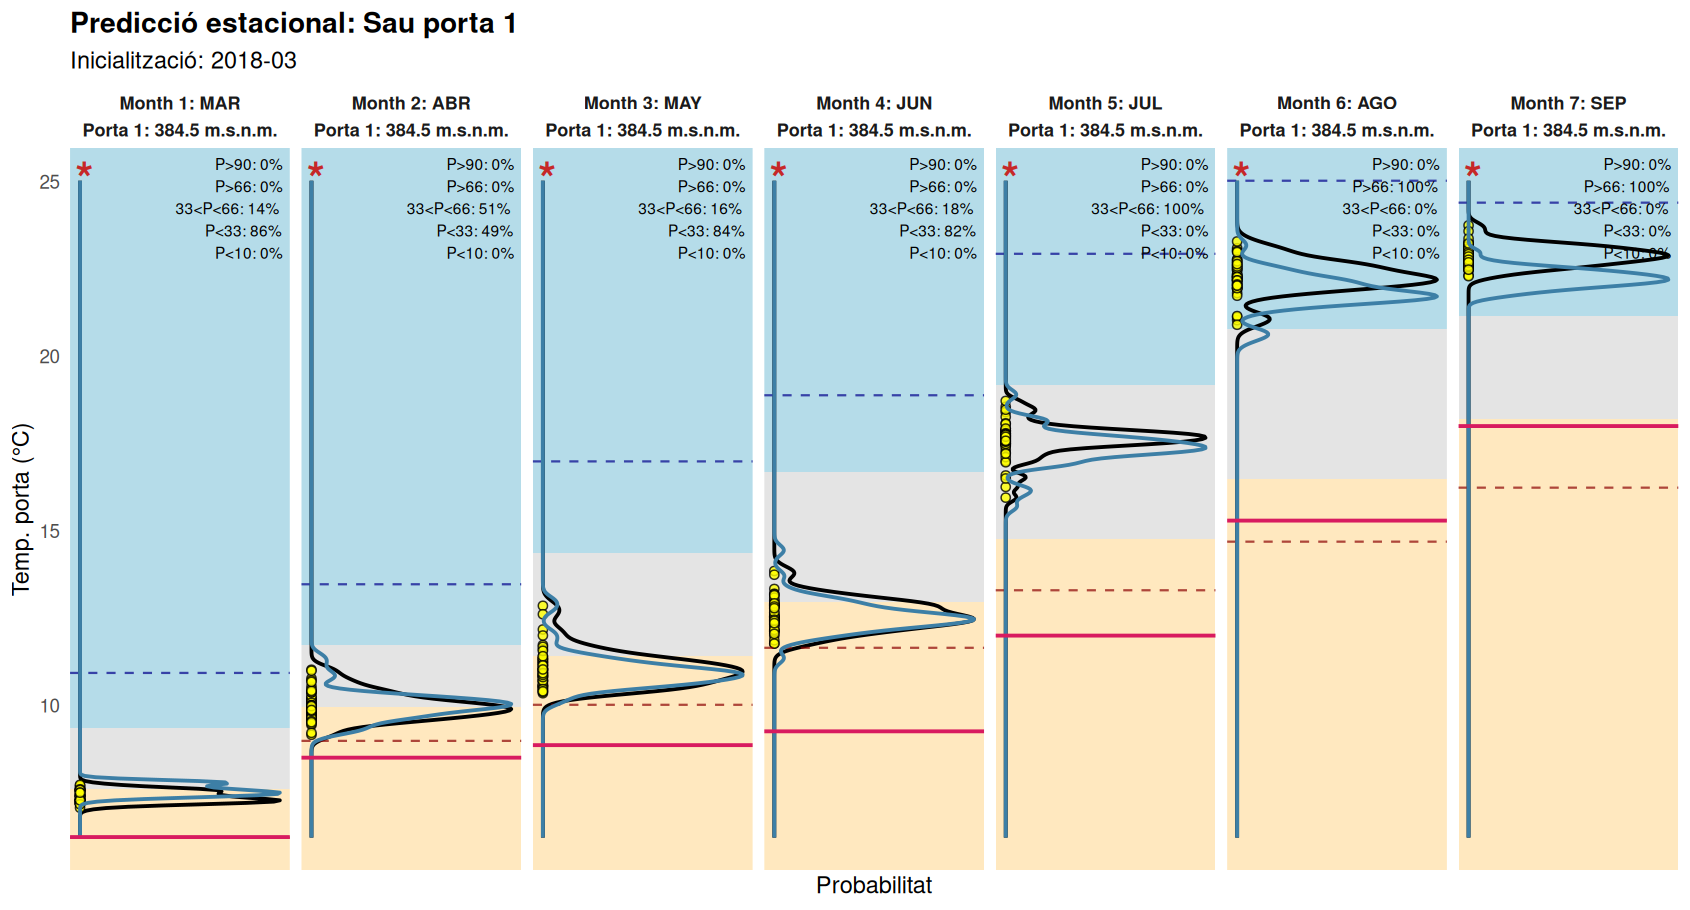 Predicció estacional: Sau porta 1
Inicialització: 2018-03
Month 1: MAR
Porta 1: 384.5 m.s.n.m.
Month 2: ABR
Porta 1: 384.5 m.s.n.m.
Month 3: MAY
Porta 1: 384.5 m.s.n.m.
Month 4: JUN
Porta 1: 384.5 m.s.n.m.
Month 5: JUL
Porta 1: 384.5 m.s.n.m.
Month 6: AGO
Porta 1: 384.5 m.s.n.m.
Month 7: SEP
Porta 1: 384.5 m.s.n.m.
*
P>90: 0%
P>66: 0%
33<P<66: 14%
P<33: 86%
P<10: 0%
*
P>90: 0%
P>66: 0%
33<P<66: 51%
P<33: 49%
P<10: 0%
*
P>90: 0%
P>66: 0%
33<P<66: 16%
P<33: 84%
P<10: 0%
*
P>90: 0%
P>66: 0%
33<P<66: 18%
P<33: 82%
P<10: 0%
*
P>90: 0%
P>66: 0%
33<P<66: 100%
P<33: 0%
P<10: 0%
*
P>90: 0%
P>66: 100%
33<P<66: 0%
P<33: 0%
P<10: 0%
*
P>90: 0%
P>66: 100%
33<P<66: 0%
P<33: 0%
P<10: 0%
25
20
15
10
Temp. porta (°C)
Probabilitat